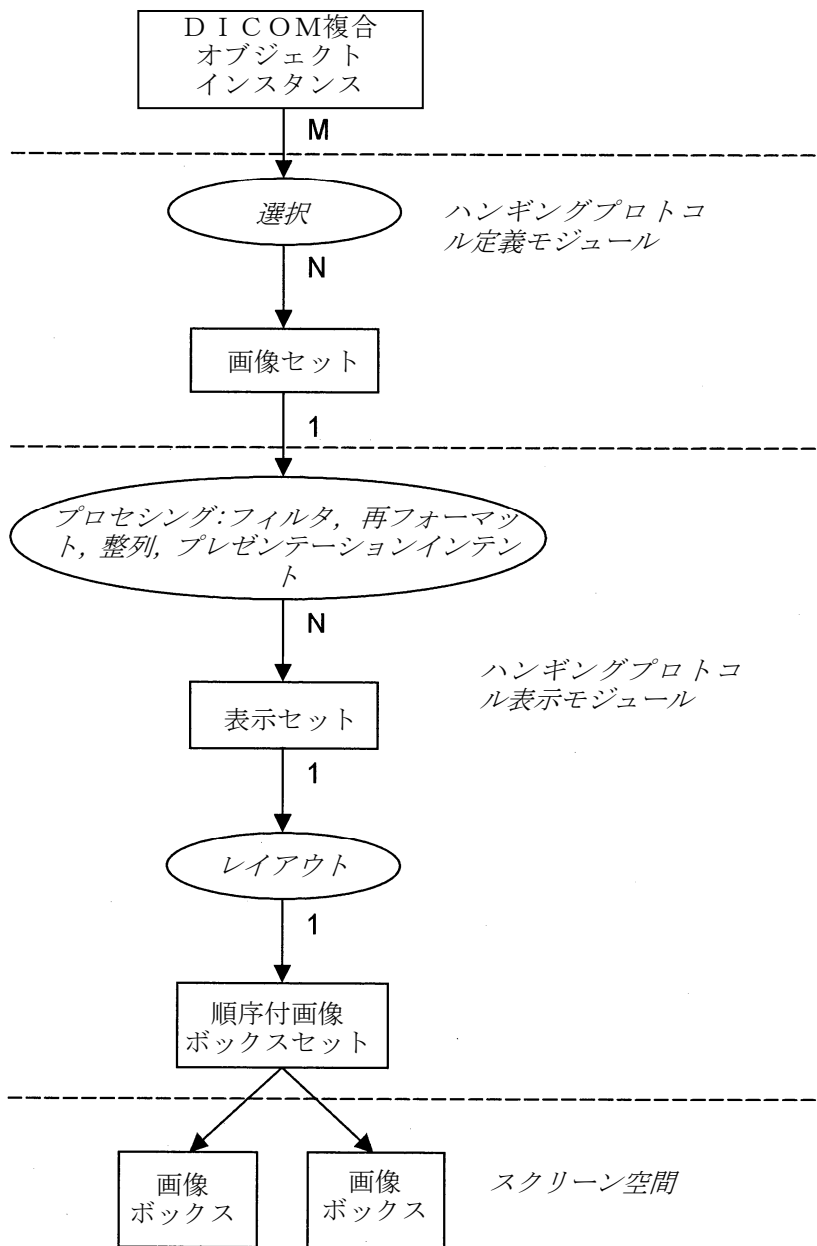 ＤＩＣＯＭ複合
オブジェクト
インスタンス
M
選択
ハンギングプロトコ
ル定義モジュール
N
画像セット
1
プロセシング:フィルタ, 再フォーマッ
ト, 整列, プレゼンテーションインテン
ト
N
ハンギングプロトコ
ル表示モジュール
表示セット
1
レイアウト
1
順序付画像
ボックスセット
画像
ボックス
画像
ボックス
スクリーン空間